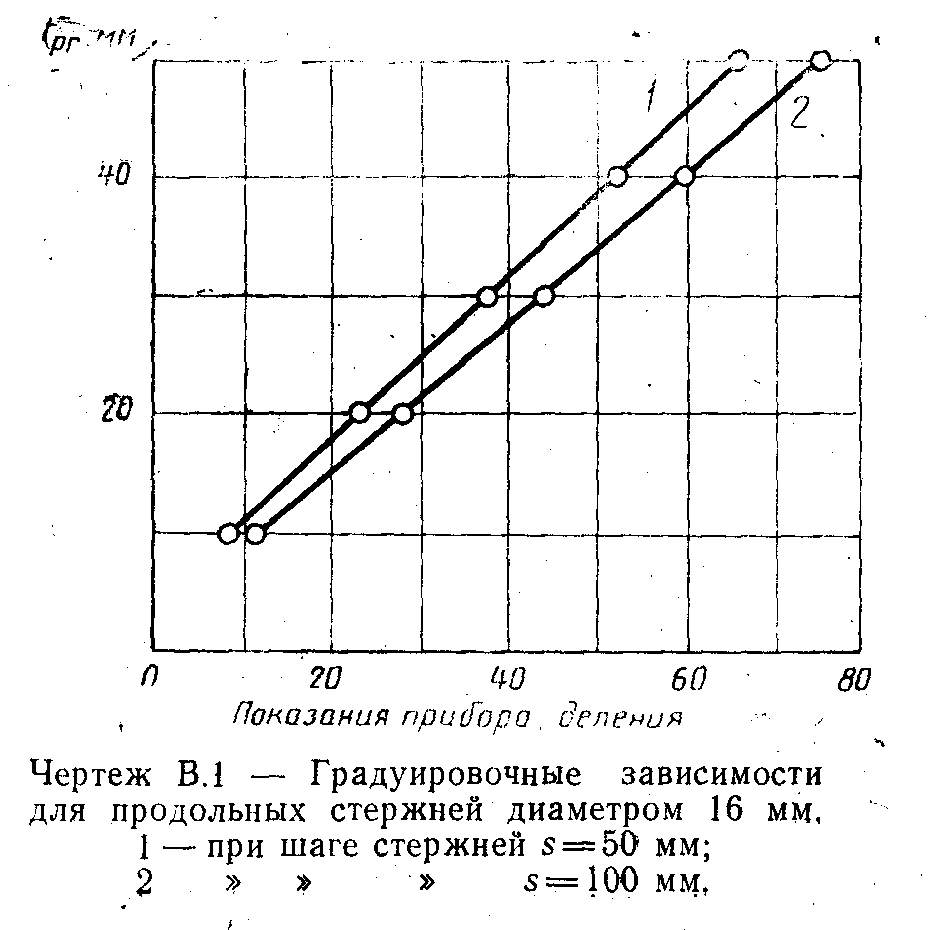 tрг мм
1
2
40
20
0 20 40 60 80
Показания прибора, деления
Чертеж В.1 — Градуировочные зависимости
для продольных стержней диаметром 16 мм.
1 — при шаге стержней s=50 мм;
2 » » » s=100 мм.